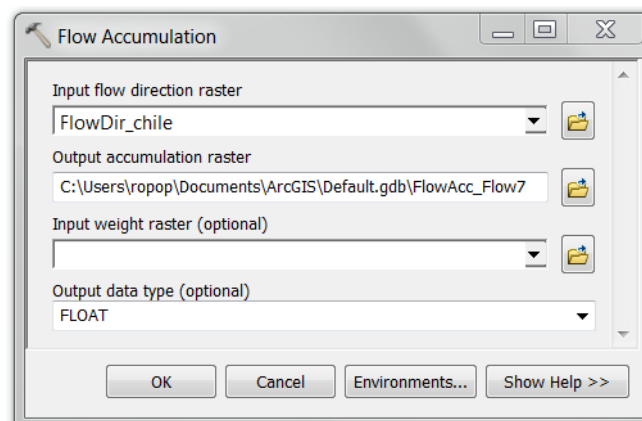 Flow Accumulation
Input flow direction raster
FlowDir_chile
Output accumulation raster
C:\Users\ropop\Documents\ArcGIS\Default.gdb\FlowAcc_Flow7
Input weight raster (optional)
Output data type (optional)
FLOAT
OK Cancel Environments... Show Help >>